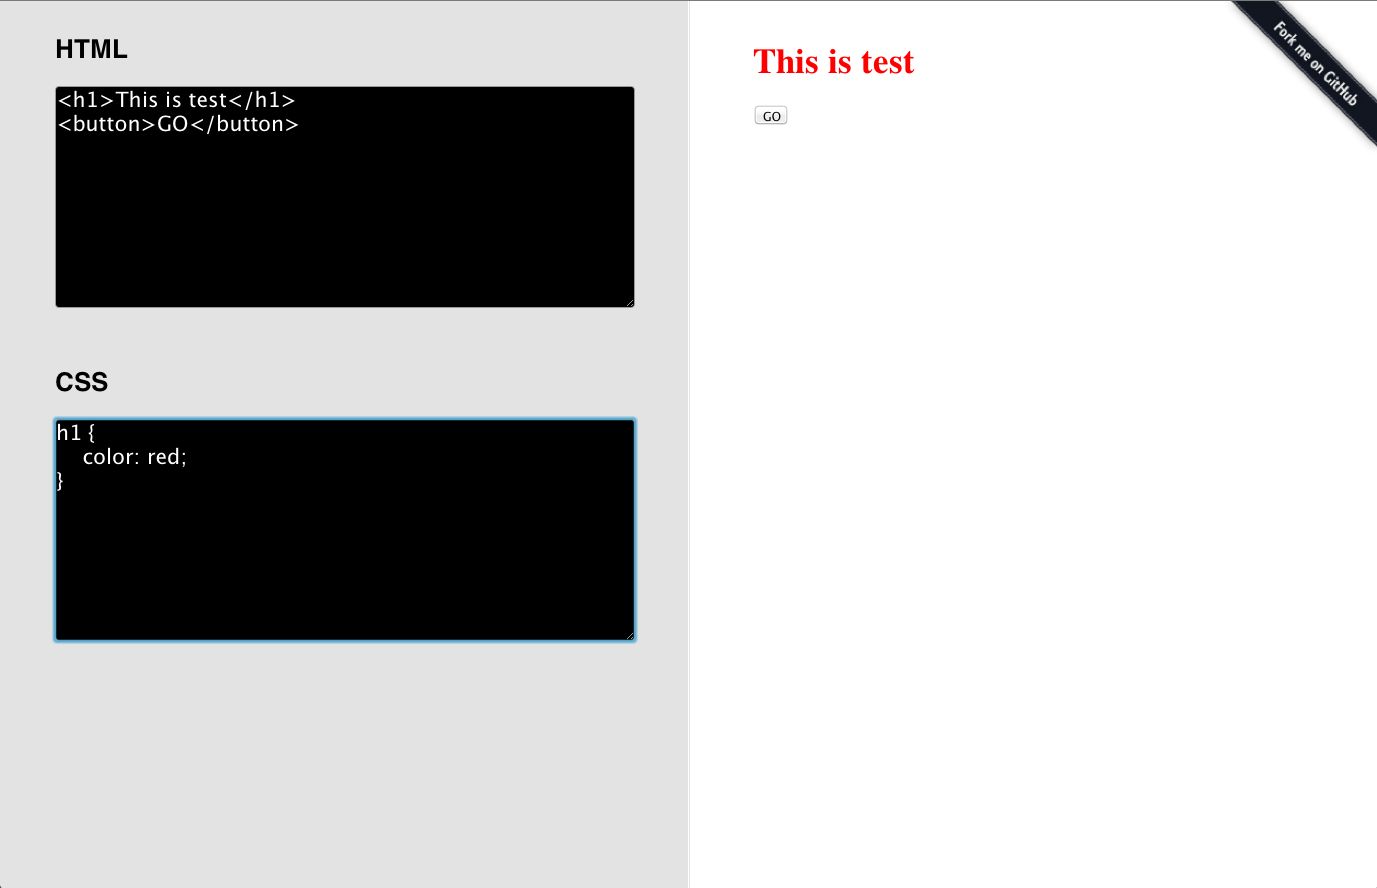 HTML
<h1>This is test</h1>
<button>GO</button>
CSS
h1 {
    color: red;
}
This is test
GO
Fork me on GitHub